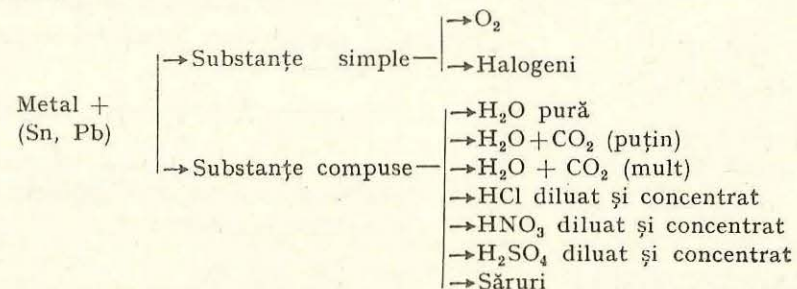 →O₂
→Substanțe simple—
→Halogeni
Metal +
(Sn, Pb)
→H₂O pură
→H₂O+CO₂ (puțin)
→Substanțe compuse—
→H₂O + CO₂ (mult)
→HCl diluat și concentrat
→HNO₃ diluat și concentrat
→H₂SO₄ diluat și concentrat
→Săruri